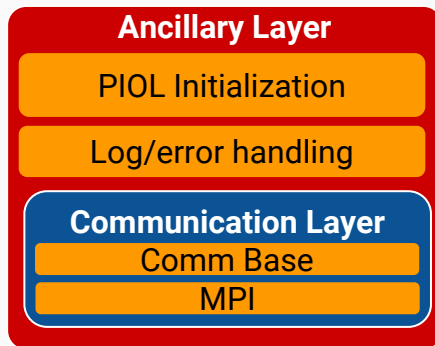 Ancillary Layer
PIOL Initialization
Log/error handling
Communication Layer
Comm Base
MPI